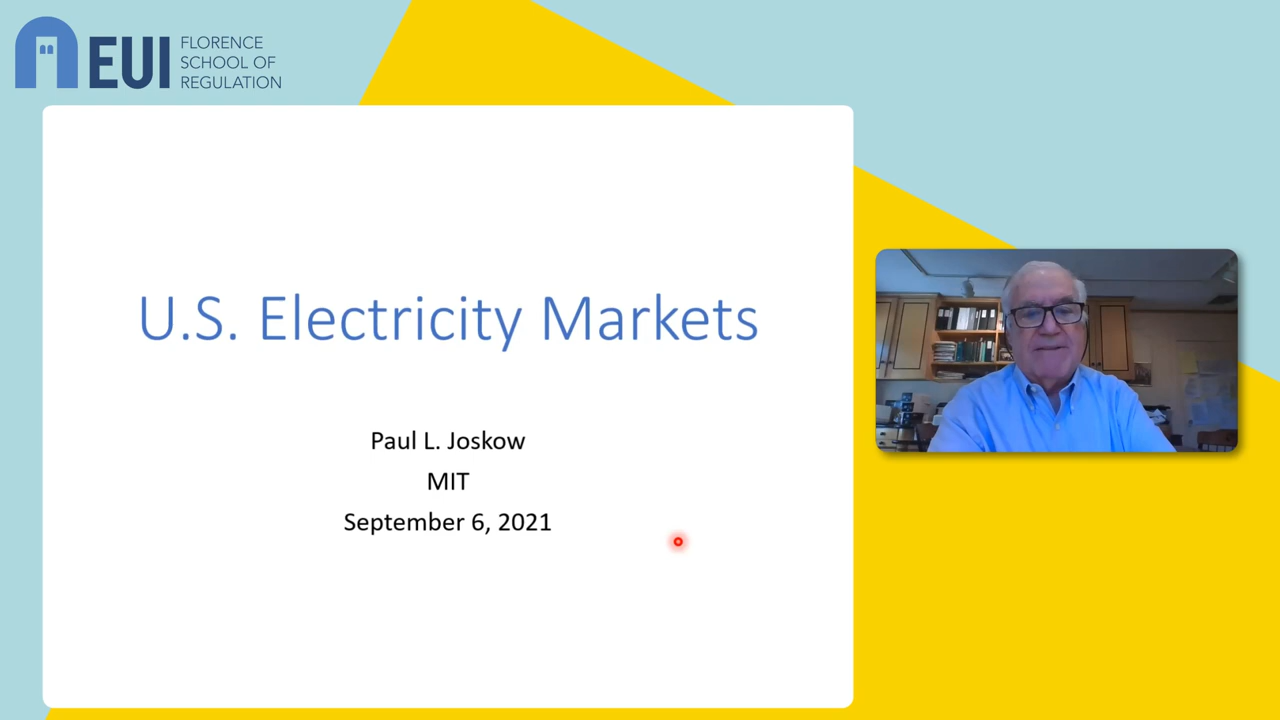 EUI
FLORENCE
SCHOOL OF
REGULATION
U.S. Electricity Markets
Paul L. Joskow
MIT
September 6, 2021